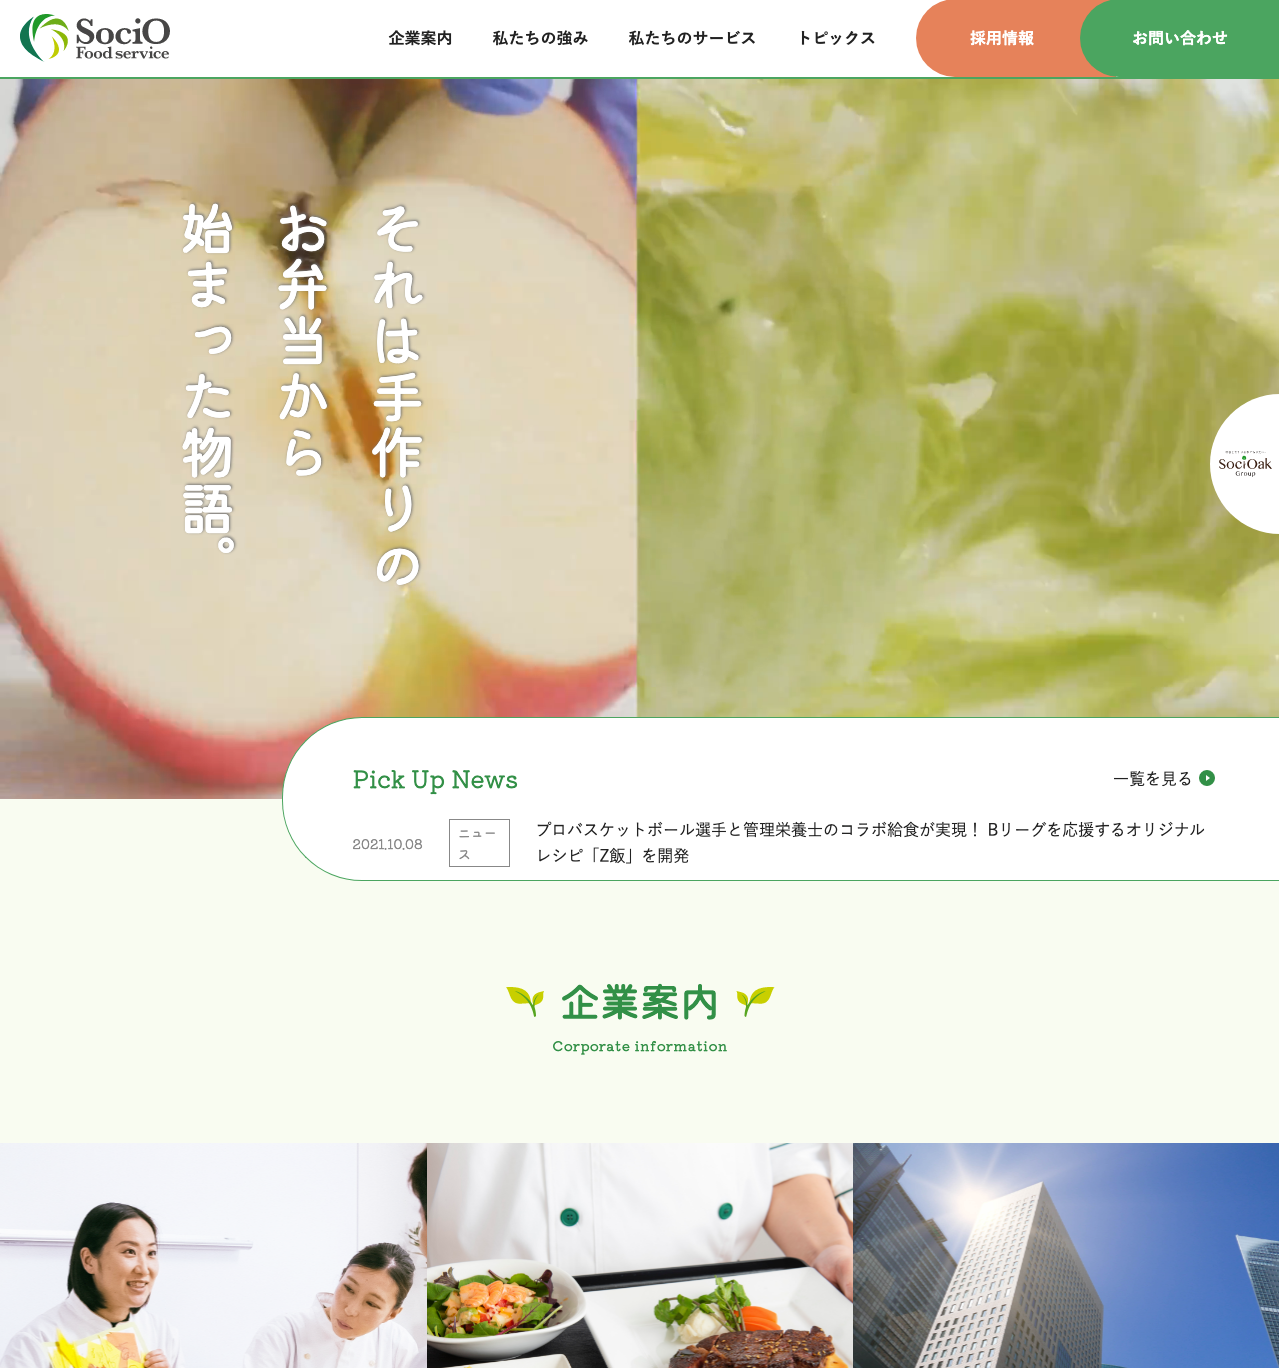 SociO
Food service
企業案内
私たちの強み
私たちのサービス
トピックス
採用情報
お問い合わせ
それは手作りの
お弁当から
始まった物語。
SociOak
Group
Pick Up News
一覧を見る
2021.10.08
ニュー
ス
プロバスケットボール選手と管理栄養士のコラボ給食が実現！ Bリーグを応援するオリジナル
レシピ「Z飯」を開発
企業案内
Corporate information